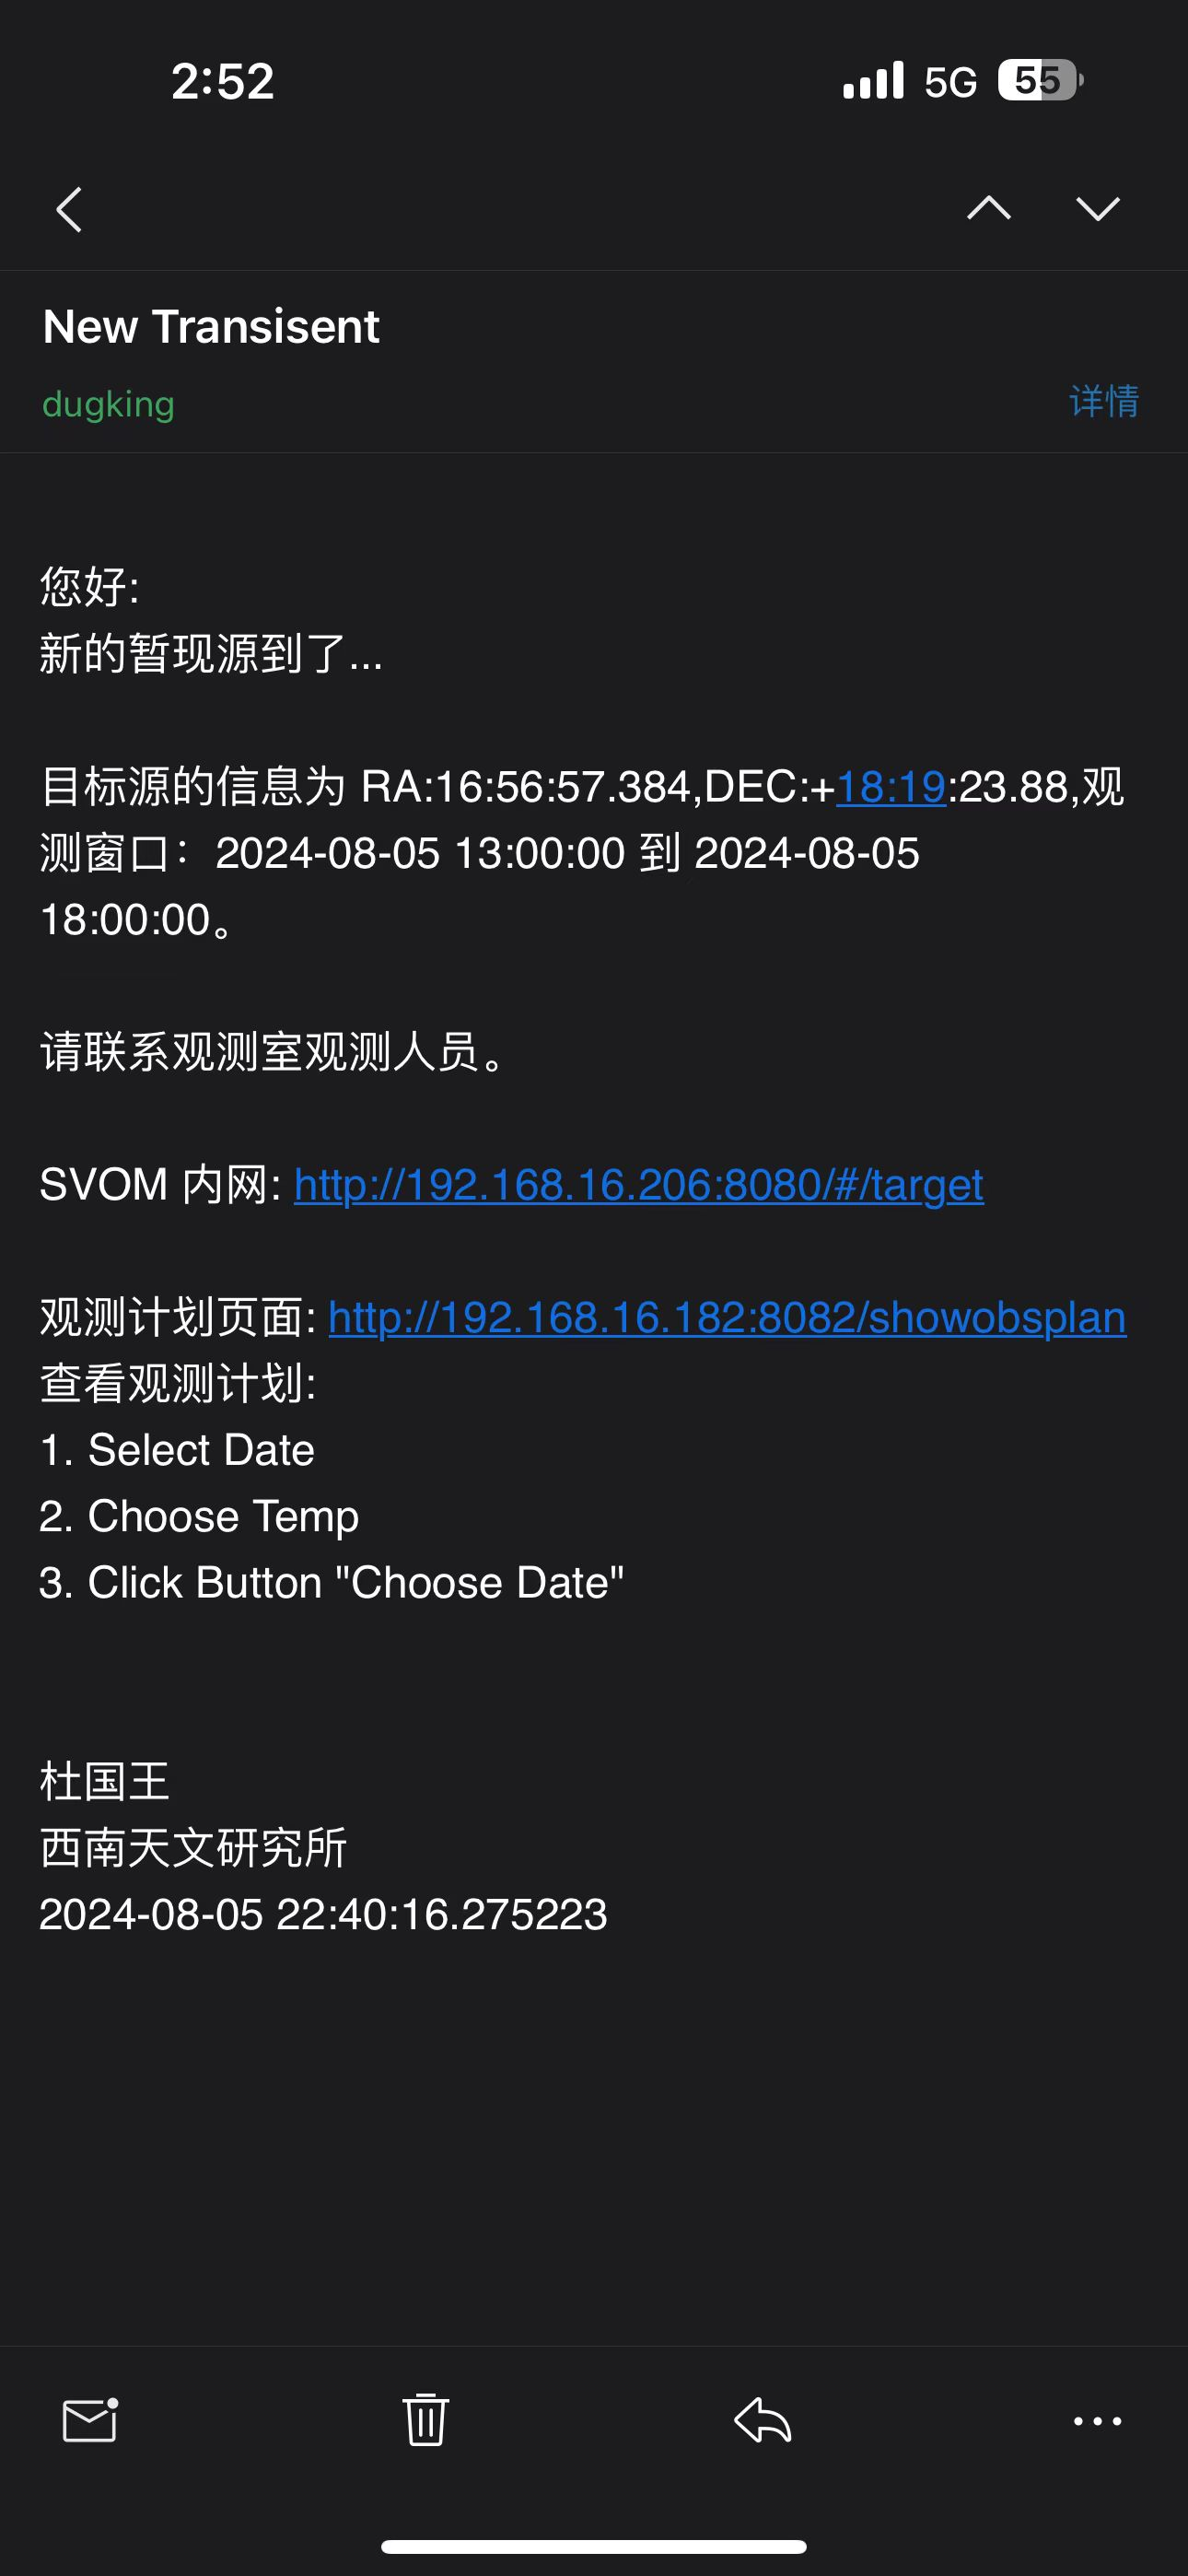 2:52
5G
55
New Transisent
dugking
详情
您好:
新的暂现源到了...
目标源的信息为 RA:16:56:57.384,DEC:+18:19:23.88,观
测窗口：2024-08-05 13:00:00 到 2024-08-05
18:00:00。
请联系观测室观测人员。
SVOM 内网: http://192.168.16.206:8080/#/target
观测计划页面: http://192.168.16.182:8082/showobsplan
查看观测计划:
1. Select Date
2. Choose Temp
3. Click Button "Choose Date"
杜国王
西南天文研究所
2024-08-05 22:40:16.275223